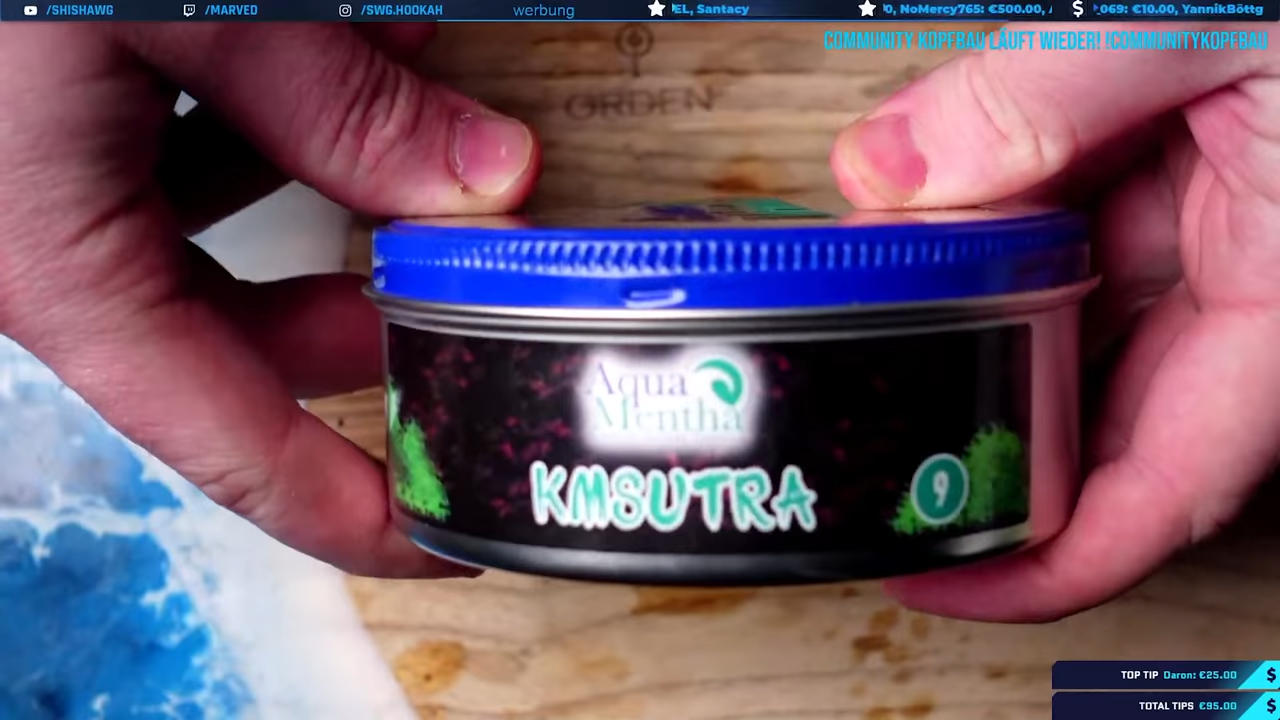 /SHISHAWG /MARVED /SWG.HOOKAH werbung EL, Santacy 0, NoMercy765: €500.00, 069: €10.00, YannikBöttg
COMMUNITY KOPFBAU LÄUFT WIEDER! !COMMUNITYKOPFBAU
ORDEN
Aqua
Mentha
KMSUTRA
9
TOP TIP Daron: €25.00 $
TOTAL TIPS €95.00 $